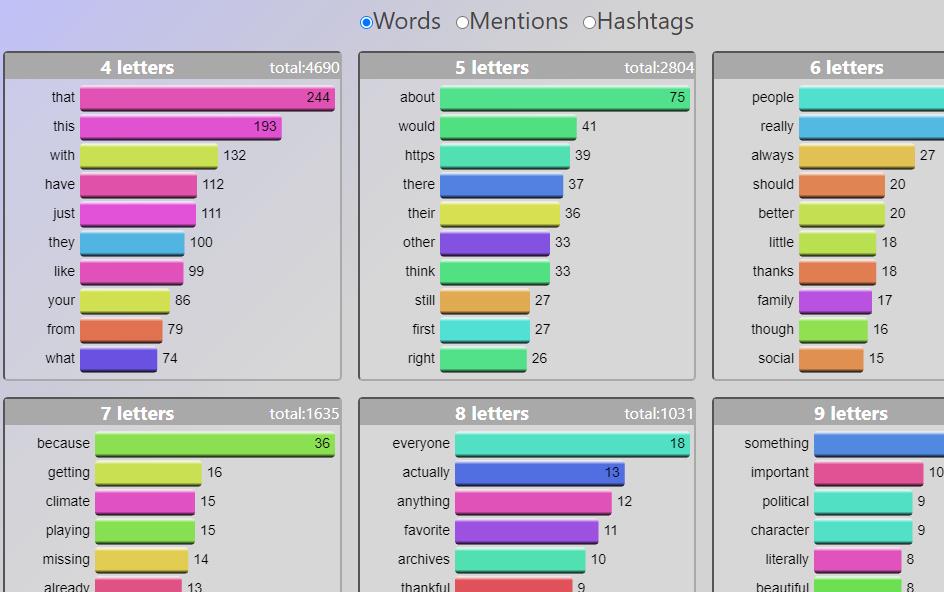 Words Mentions Hashtags
4 letters total:4690
that 244
this 193
with 132
have 112
just 111
they 100
like 99
your 86
from 79
what 74
5 letters total:2804
about 75
would 41
https 39
there 37
their 36
other 33
think 33
still 27
first 27
right 26
6 letters
people
really
always 27
should 20
better 20
little 18
thanks 18
family 17
though 16
social 15
7 letters total:1635
because 36
getting 16
climate 15
playing 15
missing 14
already 13
8 letters total:1031
everyone 18
actually 13
anything 12
favorite 11
archives 10
thankful 9
9 letters
something
important 10
political 9
character 9
literally 8
beautiful 8